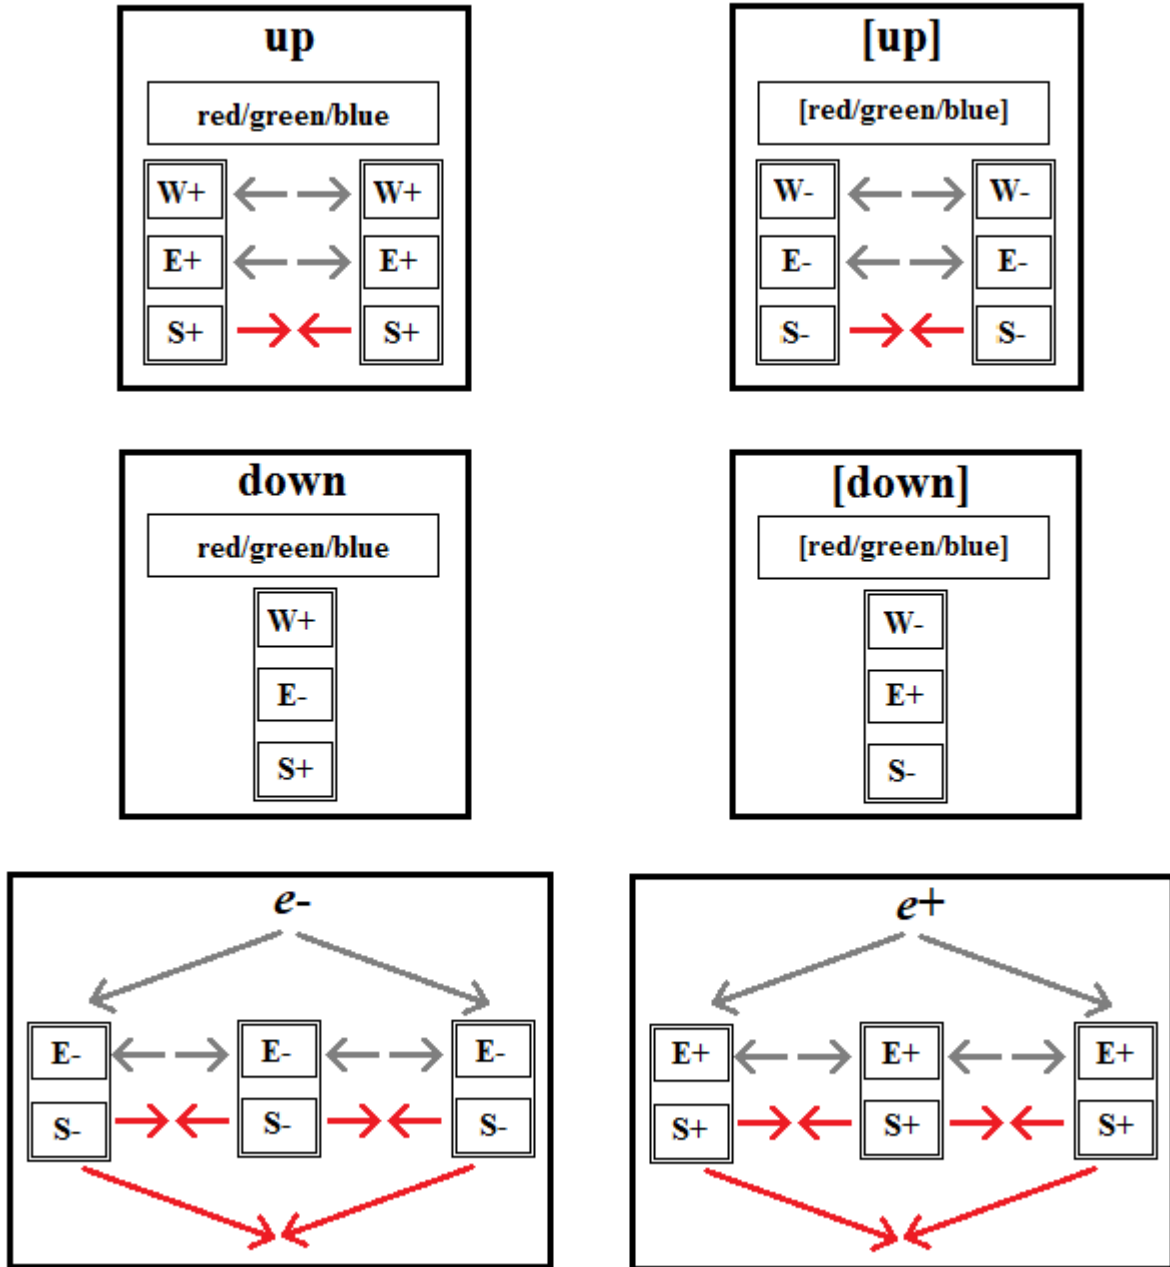 up [up]
red/green/blue [red/green/blue]
W+ W+ W- W-
E+ E+ E- E-
S+ S+ S- S-
down [down]
red/green/blue [red/green/blue]
W+ W-
E- E+
S+ S-
e- e+
E- E- E- E+ E+ E+
S- S- S- S+ S+ S+